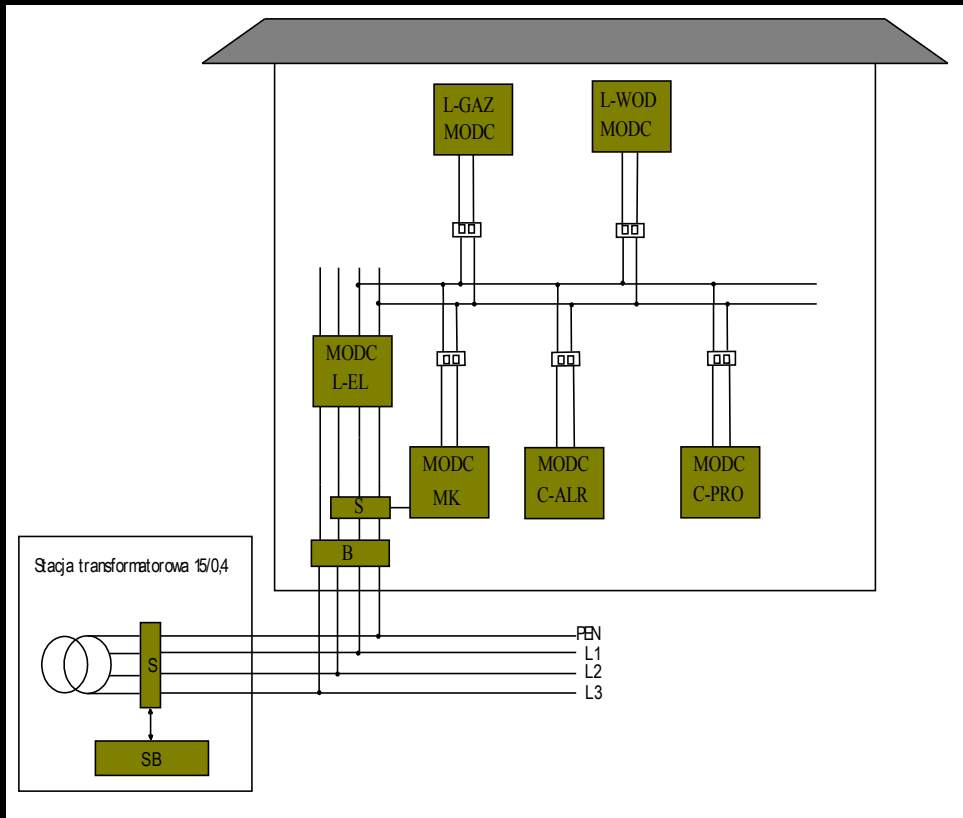 L-GAZ
MODC
L-WOD
MODC
MODC
L-EL
MODC
MK
MODC
C-ALR
MODC
C-PRO
S
B
Stacja transformatorowa 15/0,4
S
SB
PEN
L1
L2
L3